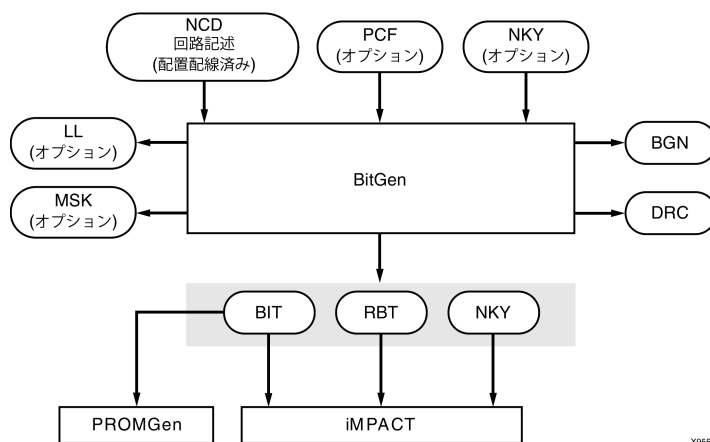 NCD
回路記述
(配置配線済み)
PCF
(オプション)
NKY
(オプション)
LL
(オプション)
MSK
(オプション)
BitGen
BGN
DRC
BIT
RBT
NKY
PROMGen
iMPACT